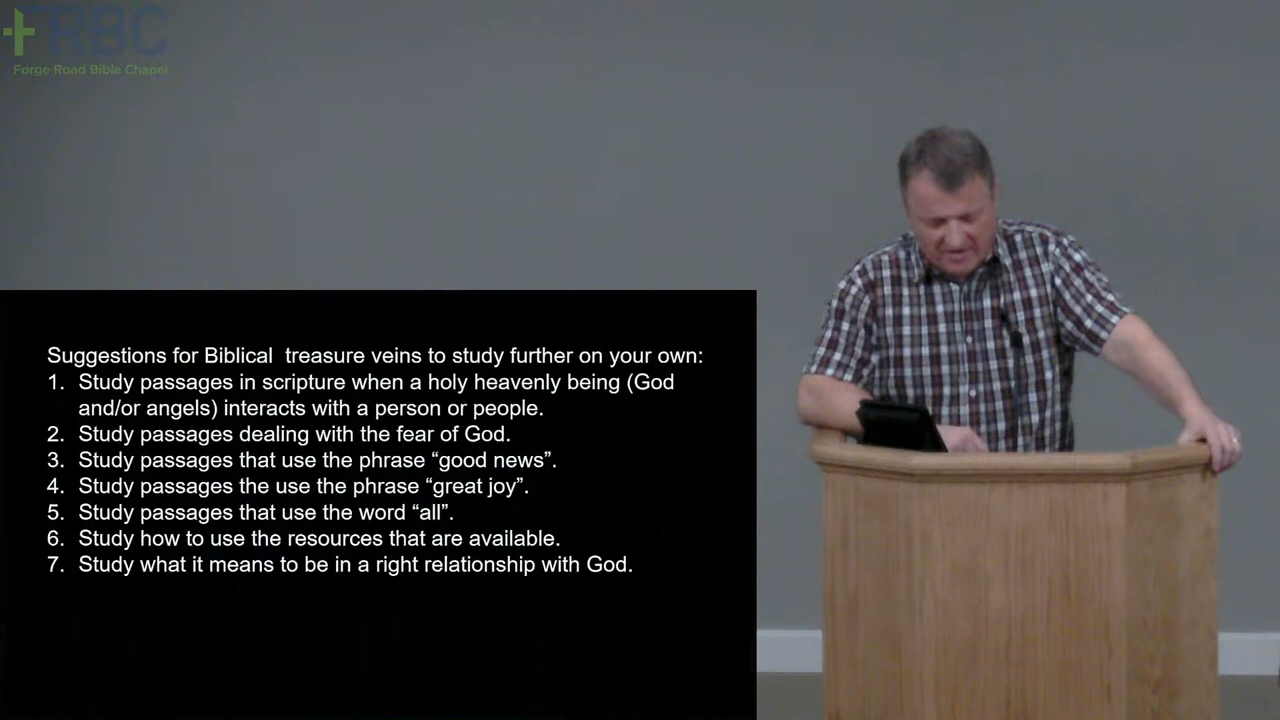 FRBC
Forge Road Bible Chapel
Suggestions for Biblical  treasure veins to study further on your own:
1. Study passages in scripture when a holy heavenly being (God
and/or angels) interacts with a person or people.
2. Study passages dealing with the fear of God.
3. Study passages that use the phrase “good news”.
4. Study passages the use the phrase “great joy”.
5. Study passages that use the word “all”.
6. Study how to use the resources that are available.
7. Study what it means to be in a right relationship with God.